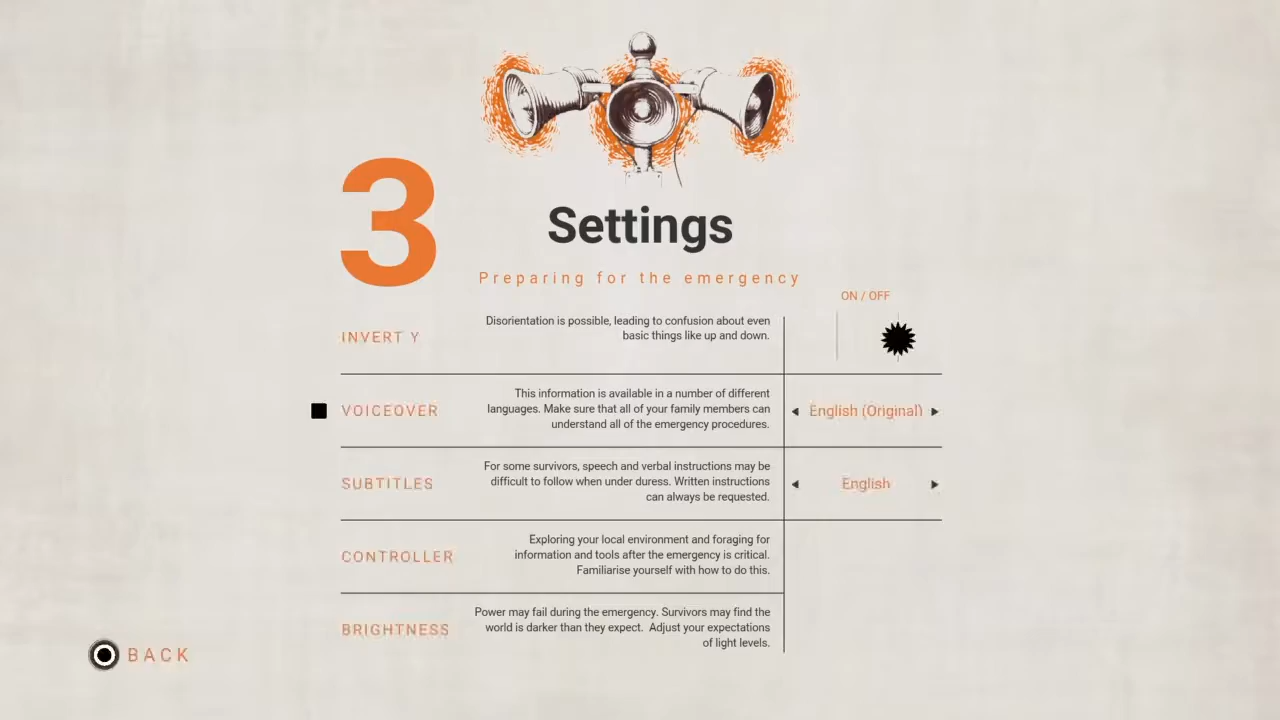 3
Settings
Preparing for the emergency
ON / OFF
INVERT Y
Disorientation is possible, leading to confusion about even
basic things like up and down.
VOICEOVER
This information is available in a number of different
languages. Make sure that all of your family members can
understand all of the emergency procedures.
English (Original)
SUBTITLES
For some survivors, speech and verbal instructions may be
difficult to follow when under duress. Written instructions
can always be requested.
English
CONTROLLER
Exploring your local environment and foraging for
information and tools after the emergency is critical.
Familiarise yourself with how to do this.
BRIGHTNESS
Power may fail during the emergency. Survivors may find the
world is darker than they expect. Adjust your expectations
of light levels.
BACK